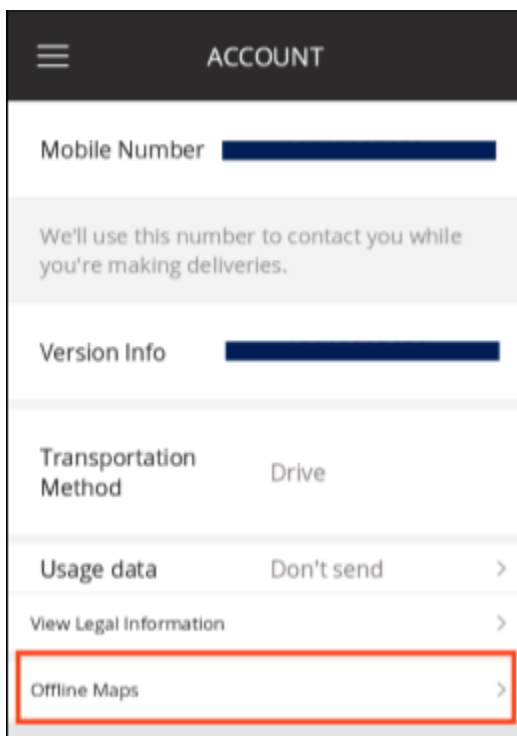 ACCOUNT
Mobile Number
We'll use this number to contact you while
you're making deliveries.
Version Info
Transportation
Method
Drive
Usage data Don't send
View Legal Information
Offline Maps